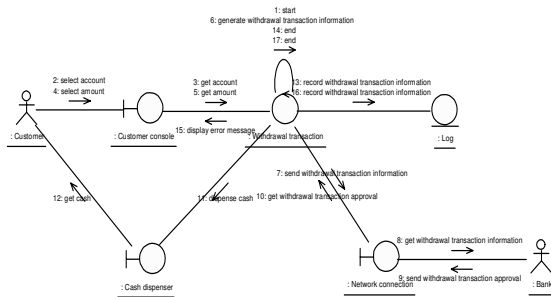 1: start
6: generate withdrawal transaction information
14: end
17: end
2: select account
4: select amount
3: get account
5: get amount
13: record withdrawal transaction information
16: record withdrawal transaction information
15: display error message
: Customer
: Customer console
: Withdrawal transaction
: Log
7: send withdrawal transaction information
10: get withdrawal transaction approval
12: get cash
11: dispense cash
8: get withdrawal transaction information
9: send withdrawal transaction approval
: Cash dispenser
: Network connection
: Bank